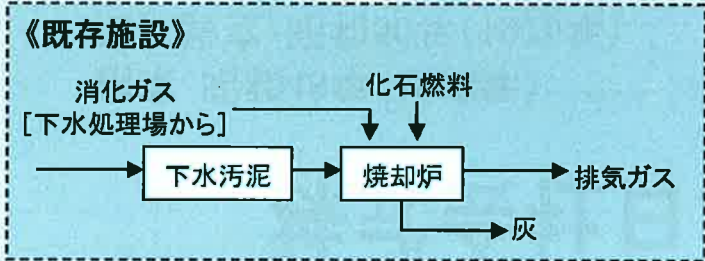 《既存施設》
消化ガス
[下水処理場から]
化石燃料
下水汚泥
焼却炉
排気ガス
灰